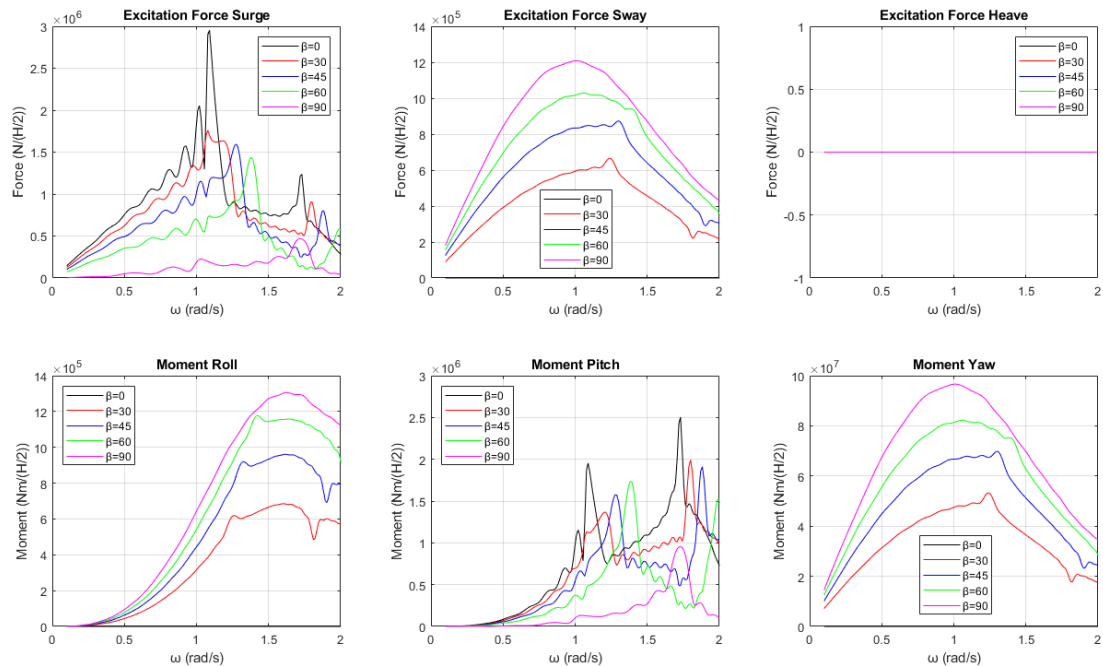 Excitation Force Surge
×10^6
Force (N/(H/2))
3
2.5
2
1.5
1
0.5
0
0 0.5 1 1.5 2
ω (rad/s)
β=0
β=30
β=45
β=60
β=90
Excitation Force Sway
×10^5
Force (N/(H/2))
14
12
10
8
6
4
2
0
0 0.5 1 1.5 2
ω (rad/s)
β=0
β=30
β=45
β=60
β=90
Excitation Force Heave
Force (N/(H/2))
1
0.5
0
-0.5
-1
0 0.5 1 1.5 2
ω (rad/s)
β=0
β=30
β=45
β=60
β=90
Moment Roll
×10^5
Moment (Nm/(H/2))
14
12
10
8
6
4
2
0
0 0.5 1 1.5 2
ω (rad/s)
β=0
β=30
β=45
β=60
β=90
Moment Pitch
×10^6
Moment (Nm/(H/2))
3
2.5
2
1.5
1
0.5
0
0 0.5 1 1.5 2
ω (rad/s)
β=0
β=30
β=45
β=60
β=90
Moment Yaw
×10^7
Moment (Nm/(H/2))
10
8
6
4
2
0
0 0.5 1 1.5 2
ω (rad/s)
β=0
β=30
β=45
β=60
β=90